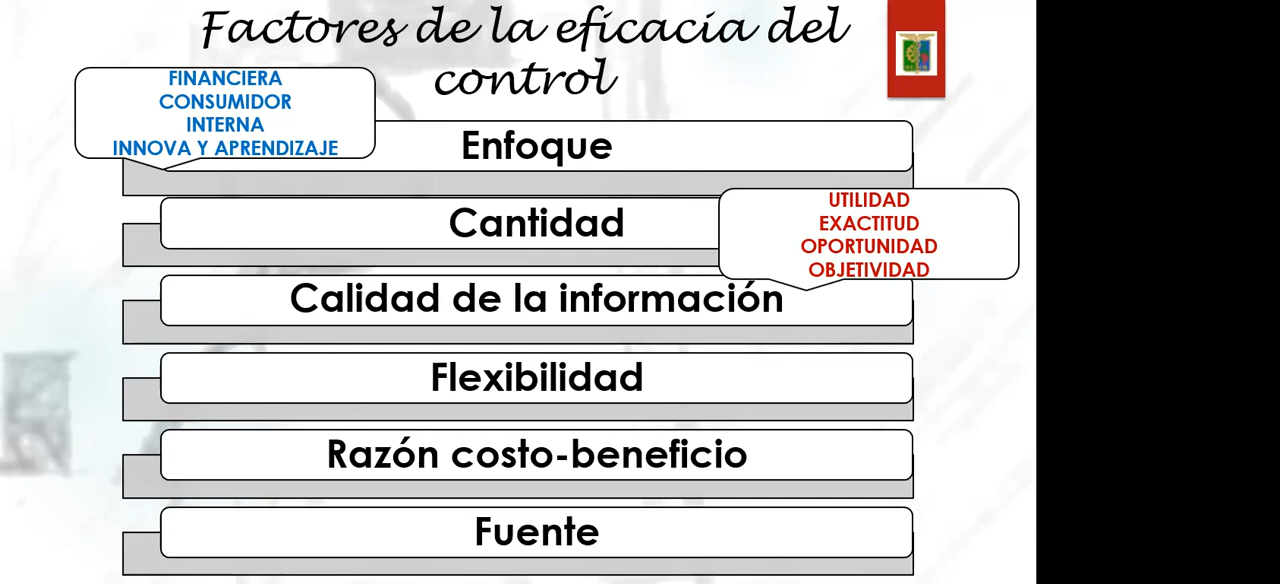 Factores de la eficacia del
control
FINANCIERA
CONSUMIDOR
INTERNA
INNOVA Y APRENDIZAJE
Enfoque
Cantidad
UTILIDAD
EXACTITUD
OPORTUNIDAD
OBJETIVIDAD
Calidad de la información
Flexibilidad
Razón costo-beneficio
Fuente